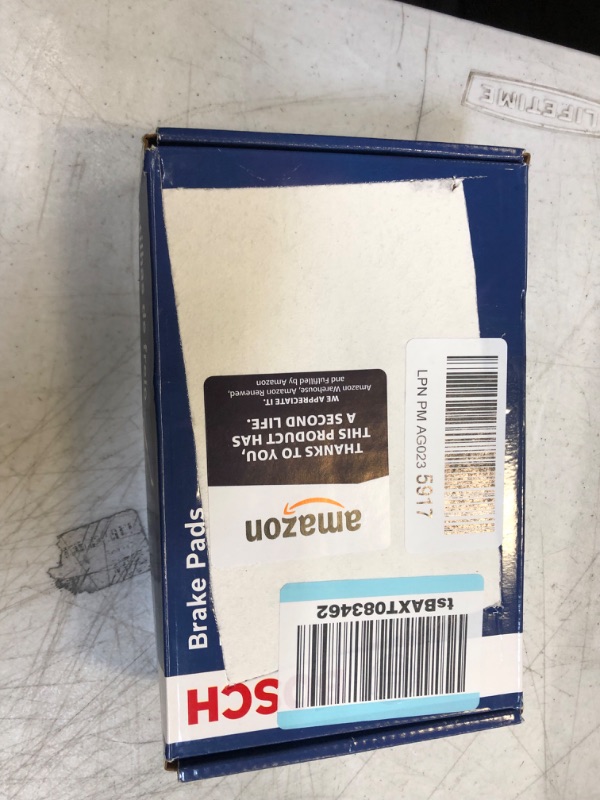 LIFETIME
amazon
THANKS TO YOU,
THIS PRODUCT HAS
A SECOND LIFE.
WE APPRECIATE IT.
Amazon Warehouse, Amazon Renewed,
and Fulfilled by Amazon
LPN PM AG023 5917
tsBAXT083462
Brake Pads
OSCH